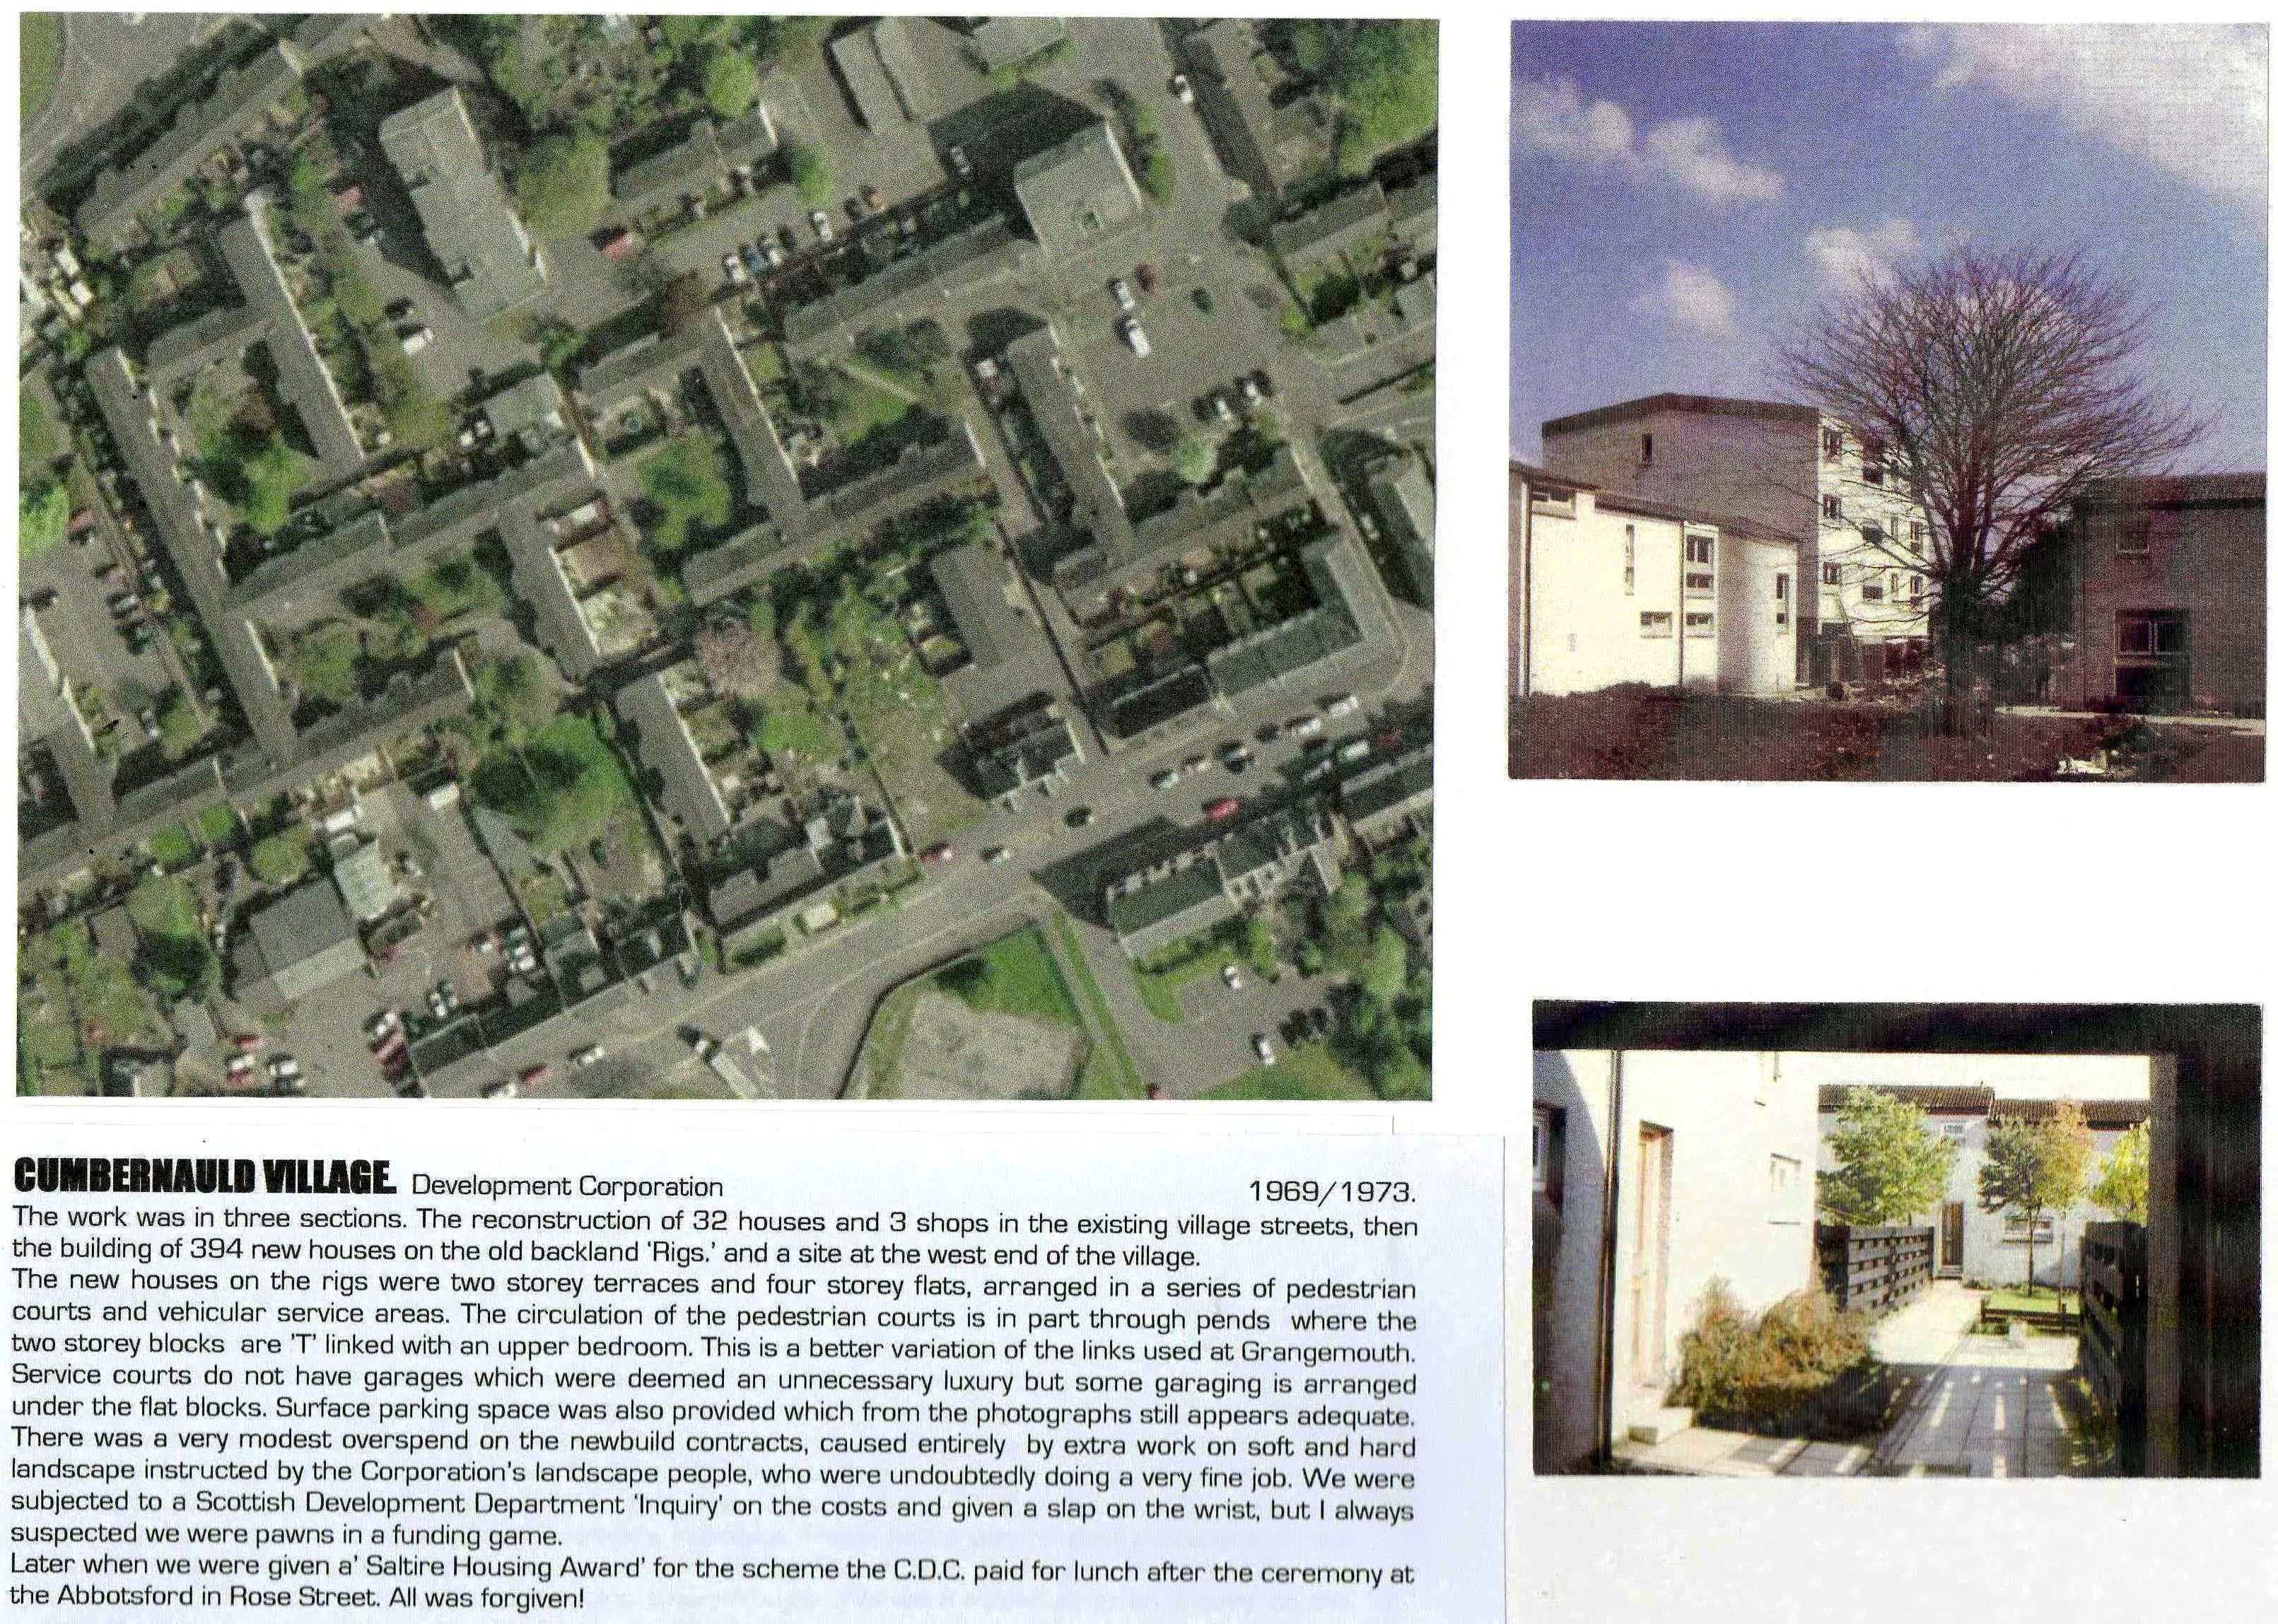 CUMBERNAULD VILLAGE Development Corporation 1969/1973.
The work was in three sections. The reconstruction of 32 houses and 3 shops in the existing village streets, then
the building of 394 new houses on the old backland 'Rigs.' and a site at the west end of the village.
The new houses on the rigs were two storey terraces and four storey flats, arranged in a series of pedestrian
courts and vehicular service areas. The circulation of the pedestrian courts is in part through pends where the
two storey blocks are 'T' linked with an upper bedroom. This is a better variation of the links used at Grangemouth.
Service courts do not have garages which were deemed an unnecessary luxury but some garaging is arranged
under the flat blocks. Surface parking space was also provided which from the photographs still appears adequate.
There was a very modest overspend on the newbuild contracts, caused entirely by extra work on soft and hard
landscape instructed by the Corporation's landscape people, who were undoubtedly doing a very fine job. We were
subjected to a Scottish Development Department 'Inquiry' on the costs and given a slap on the wrist, but I always
suspected we were pawns in a funding game.
Later when we were given a' Saltire Housing Award' for the scheme the C.D.C. paid for lunch after the ceremony at
the Abbotsford in Rose Street. All was forgiven!